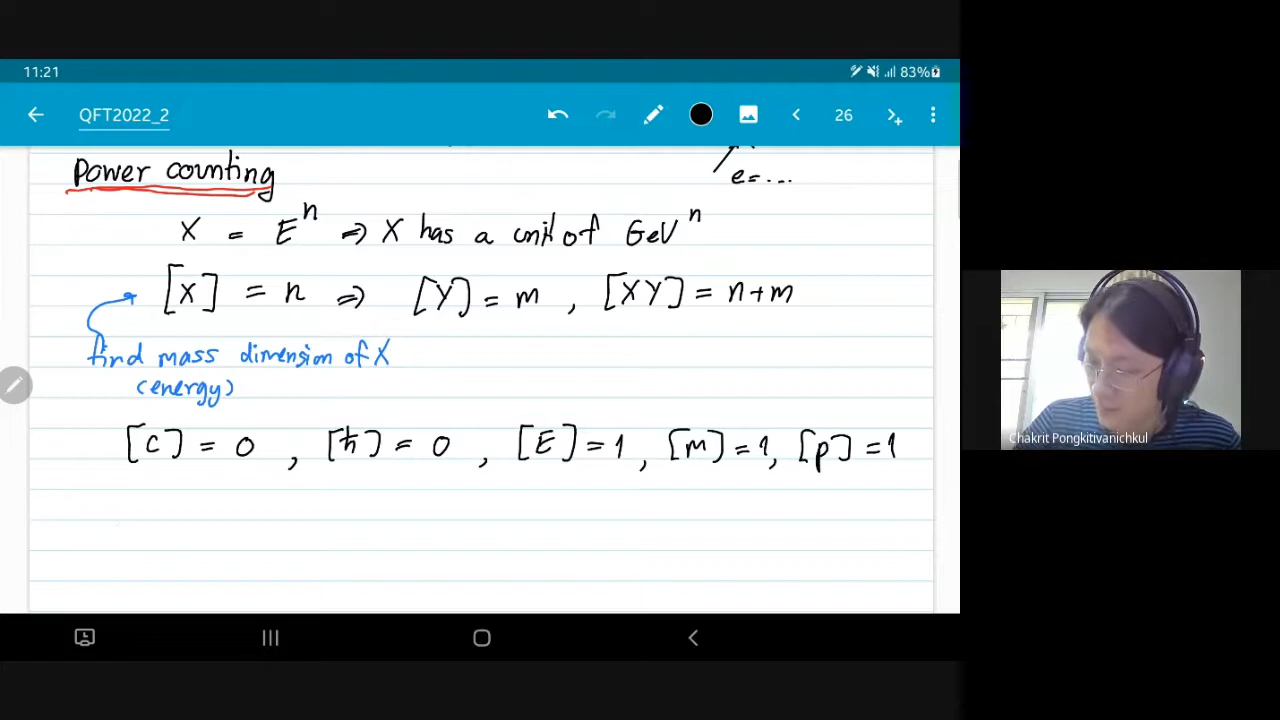 11:21
83%
QFT2022_2
26
Power counting
e=...
X = E^n ⇒ X has a unit of GeV^n
[X] = n ⇒ [Y] = m , [XY] = n+m
find mass dimension of X
(energy)
[c] = 0 , [ħ] = 0 , [E] = 1 , [m] = 1, [p] = 1
Chakrit Pongkitivanichkul